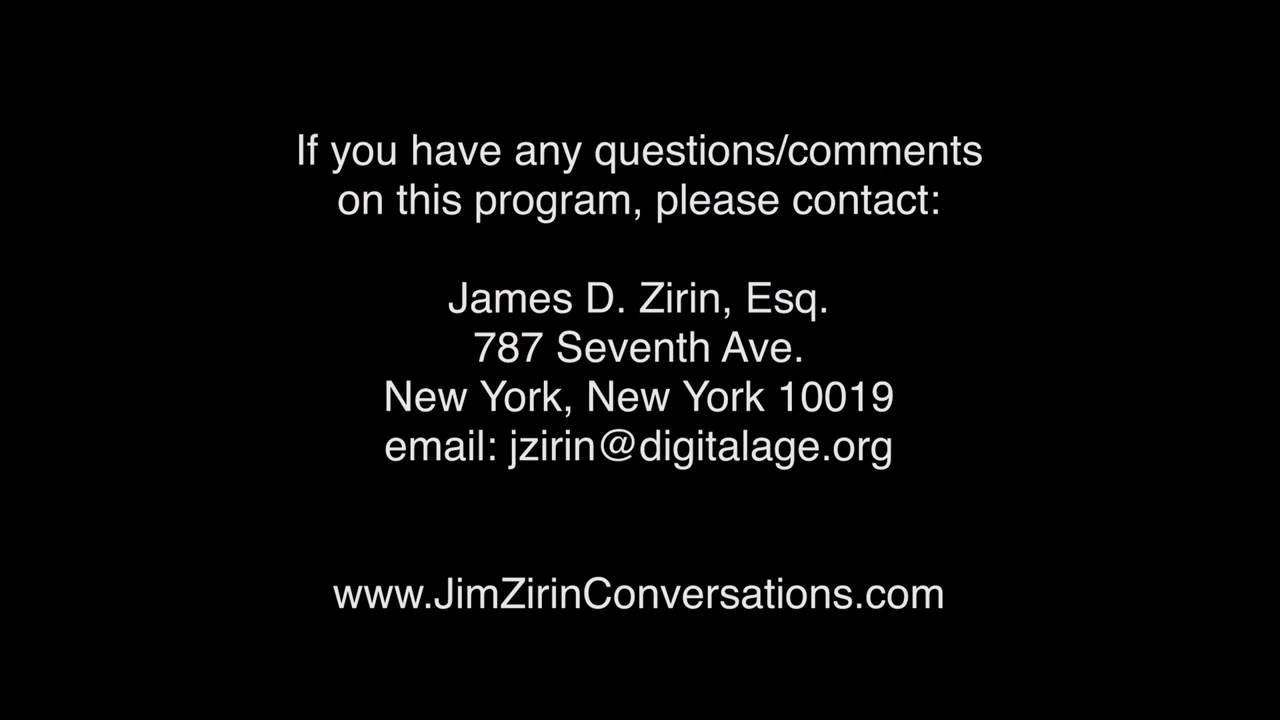 If you have any questions/comments
on this program, please contact:
James D. Zirin, Esq.
787 Seventh Ave.
New York, New York 10019
email: jzirin@digitalage.org
www.JimZirinConversations.com